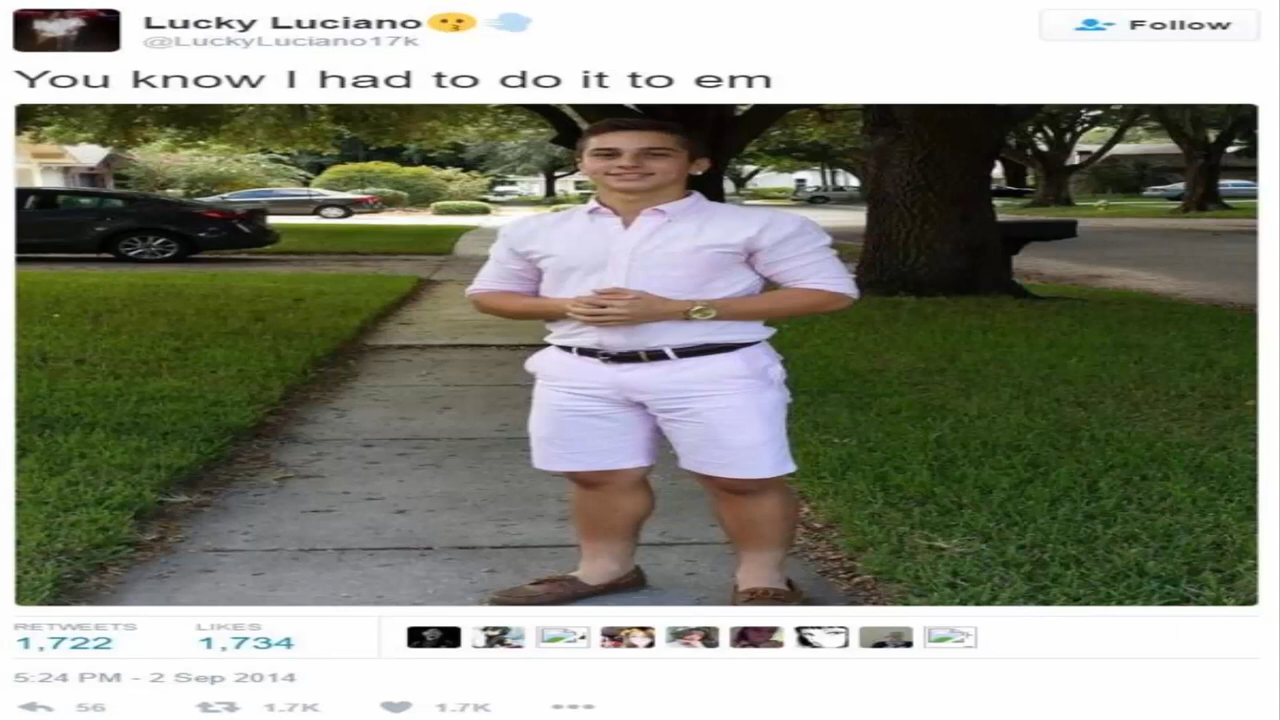 Lucky Luciano😗💨
@LuckyLuciano17k
Follow
You know I had to do it to em
RETWEETS LIKES
1,722 1,734
5:24 PM - 2 Sep 2014
56 1.7K 1.7K